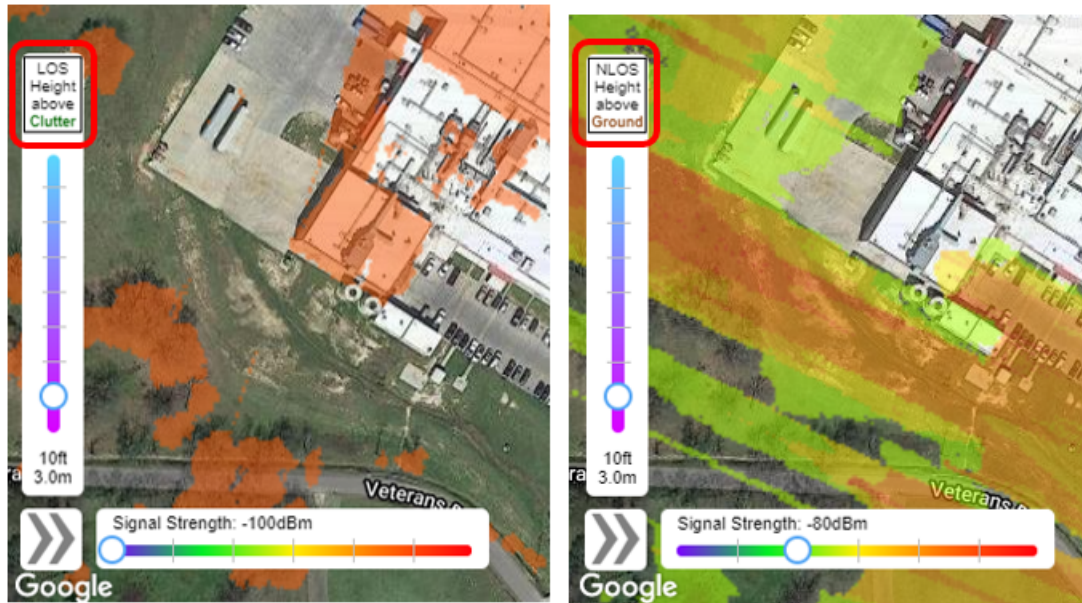 LOS
Height
above
Clutter
10ft
3.0m
Veterans
Signal Strength: -100dBm
Google
NLOS
Height
above
Ground
10ft
3.0m
ra
Veterans
Signal Strength: -80dBm
Google